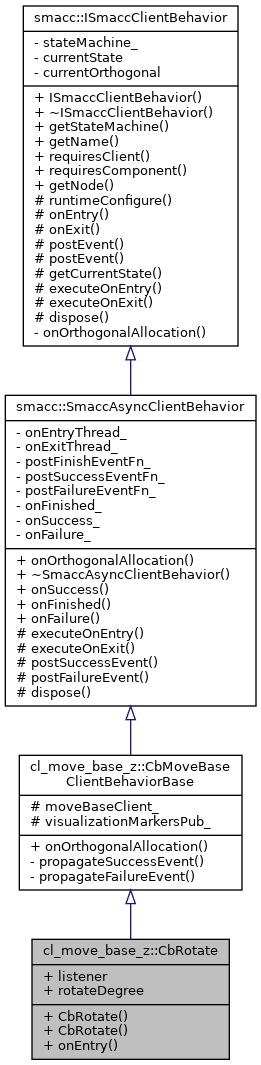 smacc::ISmaccClientBehavior
- stateMachine_
- currentState
- currentOrthogonal
+ ISmaccClientBehavior()
+ ~ISmaccClientBehavior()
+ getStateMachine()
+ getName()
+ requiresClient()
+ requiresComponent()
+ getNode()
# runtimeConfigure()
# onEntry()
# onExit()
# postEvent()
# postEvent()
# getCurrentState()
# executeOnEntry()
# executeOnExit()
# dispose()
- onOrthogonalAllocation()
smacc::SmaccAsyncClientBehavior
- onEntryThread_
- onExitThread_
- postFinishEventFn_
- postSuccessEventFn_
- postFailureEventFn_
- onFinished_
- onSuccess_
- onFailure_
+ onOrthogonalAllocation()
+ ~SmaccAsyncClientBehavior()
+ onSuccess()
+ onFinished()
+ onFailure()
# executeOnEntry()
# executeOnExit()
# postSuccessEvent()
# postFailureEvent()
# dispose()
cl_move_base_z::CbMoveBase
ClientBehaviorBase
# moveBaseClient_
# visualizationMarkersPub_
+ onOrthogonalAllocation()
- propagateSuccessEvent()
- propagateFailureEvent()
cl_move_base_z::CbRotate
+ listener
+ rotateDegree
+ CbRotate()
+ CbRotate()
+ onEntry()